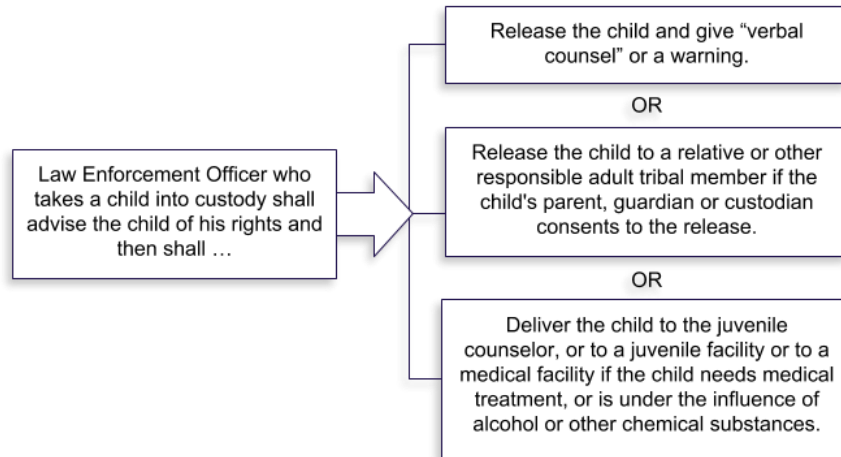 Release the child and give “verbal
counsel” or a warning.
OR
Law Enforcement Officer who
takes a child into custody shall
advise the child of his rights and
then shall …
Release the child to a relative or other
responsible adult tribal member if the
child's parent, guardian or custodian
consents to the release.
OR
Deliver the child to the juvenile
counselor, or to a juvenile facility or to a
medical facility if the child needs medical
treatment, or is under the influence of
alcohol or other chemical substances.